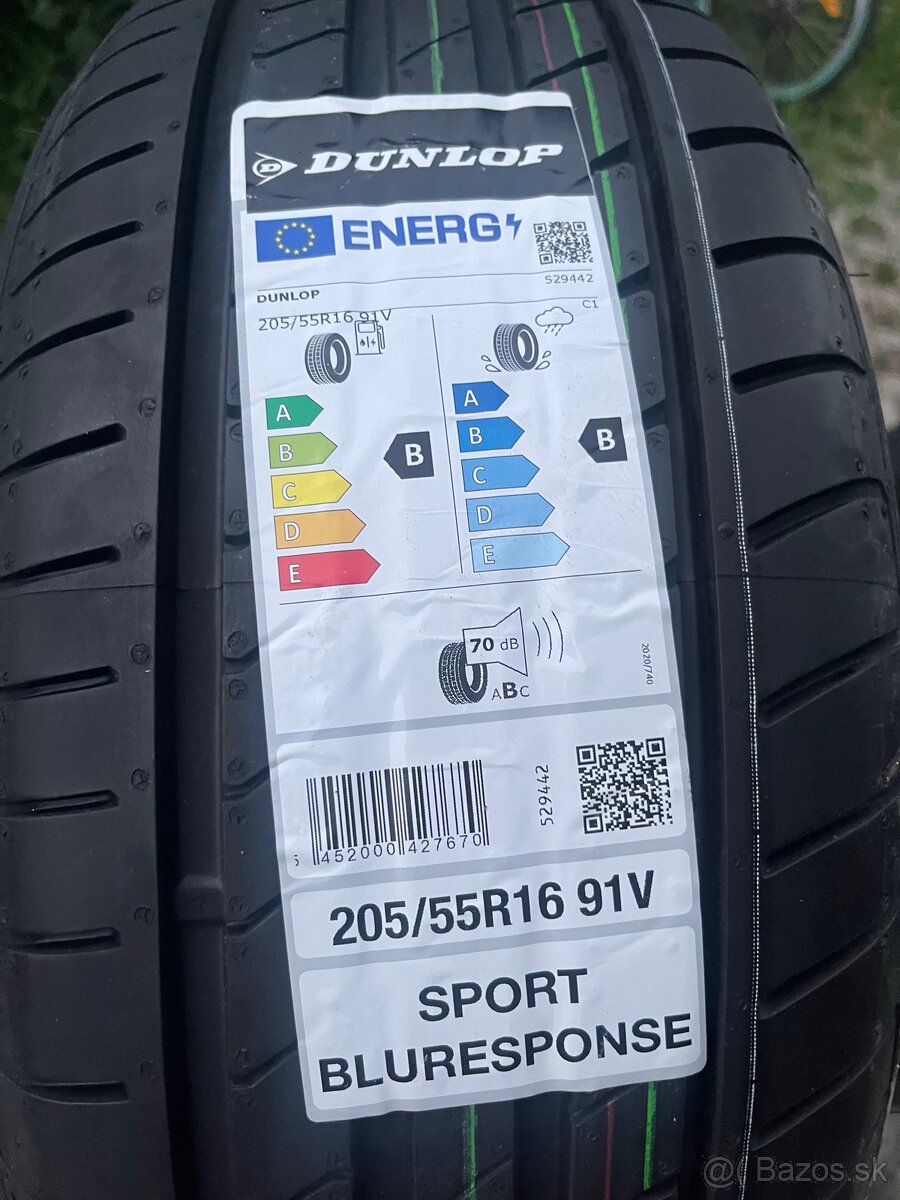 DUNLOP
ENERG
529442
DUNLOP
C1
205/55R16 91V
A
B
C
D
E
B
A
B
C
D
E
B
70 dB
ABC
2020/740
5 452000 427670
529442
205/55R16 91V
SPORT
BLURESPONSE
@ Bazos.sk